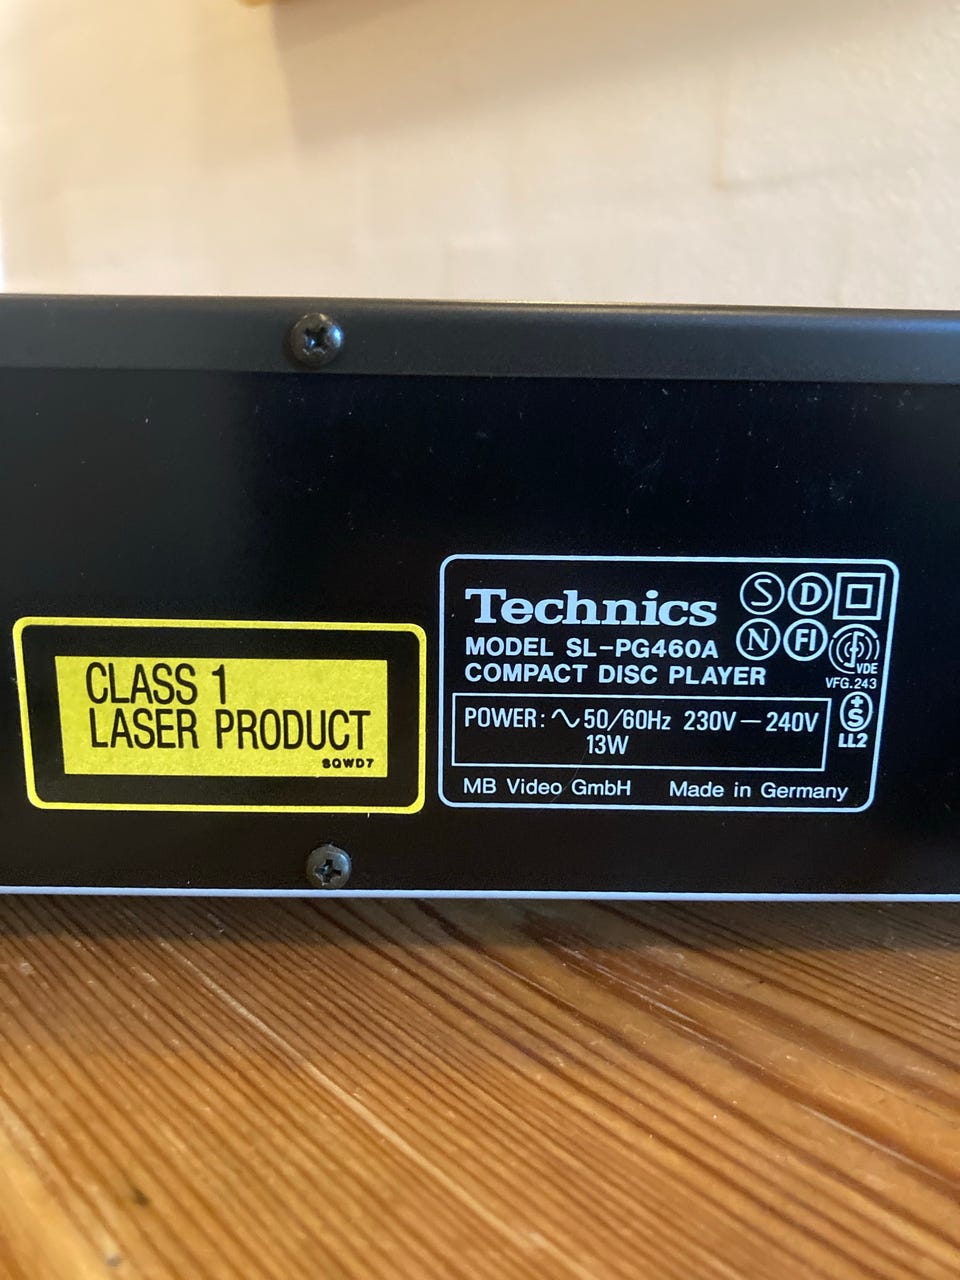 CLASS 1
LASER PRODUCT
SQWD7
Technics
MODEL SL-PG460A
COMPACT DISC PLAYER
POWER: ∿ 50/60Hz 230V — 240V
13W
MB Video GmbH Made in Germany
S D
N FI
VDE
VFG.243
+S
LL2